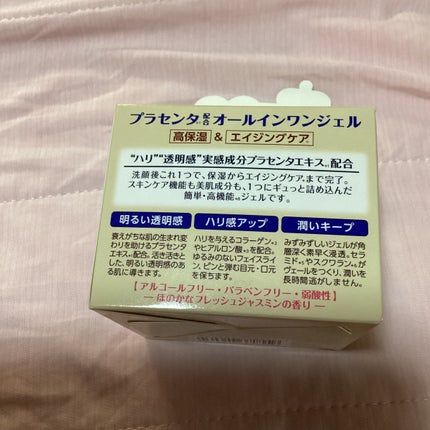 プラセンタ配合オールインワンジェル
高保湿&エイジングケア
"ハリ""透明感"実感成分プラセンタエキス配合
洗顔後これ1つで、保湿からエイジングケアまで完了。
スキンケア機能も美肌成分も、1つにギュっと詰め込んだ
簡単・高機能ジェルです。
明るい透明感
衰えがちな肌の生まれ変
わりを助けるプラセンタ
エキス配合。活き活きと
した、明るい透明感のあ
る肌に導きます。
ハリ感アップ
ハリを与えるコラーゲン
やヒアルロン酸を配合。
ゆるみのないフェイスライ
ン、ピンと弾む目元・口元
を保ちます。
潤いキープ
みずみずしいジェルが角
層深く素早く浸透。セラ
ミドやスクワランが
ヴェールをつくり、潤いを
長時間逃がしません。
【アルコールフリー・パラベンフリー・弱酸性】
―ほのかなフレッシュジャスミンの香り―